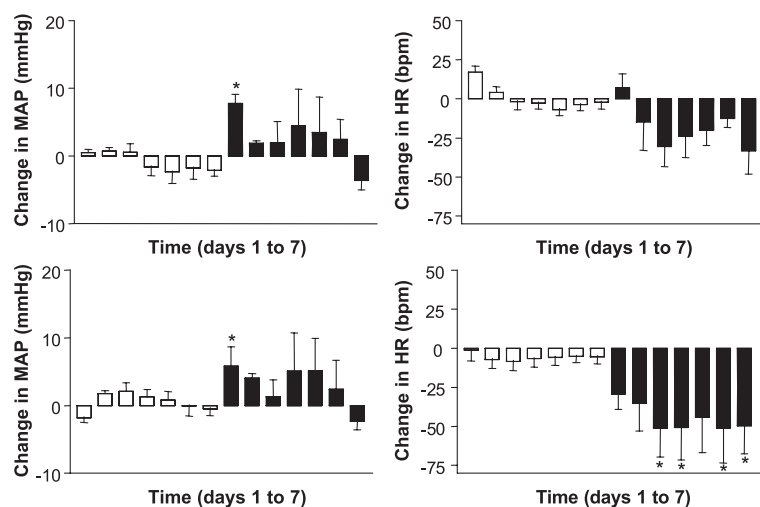 Change in MAP (mmHg)
20
10
0
-10
*
Time (days 1 to 7)
Change in HR (bpm)
50
25
0
-25
-50
-75
Time (days 1 to 7)
Change in MAP (mmHg)
20
10
0
-10
*
Time (days 1 to 7)
Change in HR (bpm)
50
25
0
-25
-50
-75
* * * *
Time (days 1 to 7)